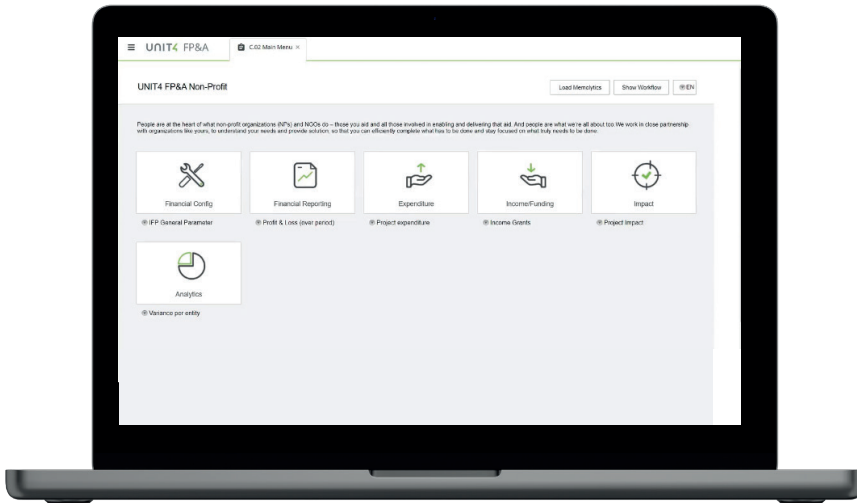 UNIT4 FP&A
C.02 Main Menu ×
UNIT4 FP&A Non-Profit
Load Memolytics
Show Workflow
EN
People are at the heart of what non-profit organizations (NPs) and NGOs do – those you aid and all those involved in enabling and delivering that aid. And people are what we're all about too. We work in close partnership
with organizations like yours, to understand your needs and provide solution, so that you can efficiently complete what has to be done and stay focused on what truly needs to be done.
Financial Config
Financial Reporting
Expenditure
Income/Funding
Impact
IFP General Parameter
Profit & Loss (over period)
Project expenditure
Income Grants
Project Impact
Analytics
Variance per entity